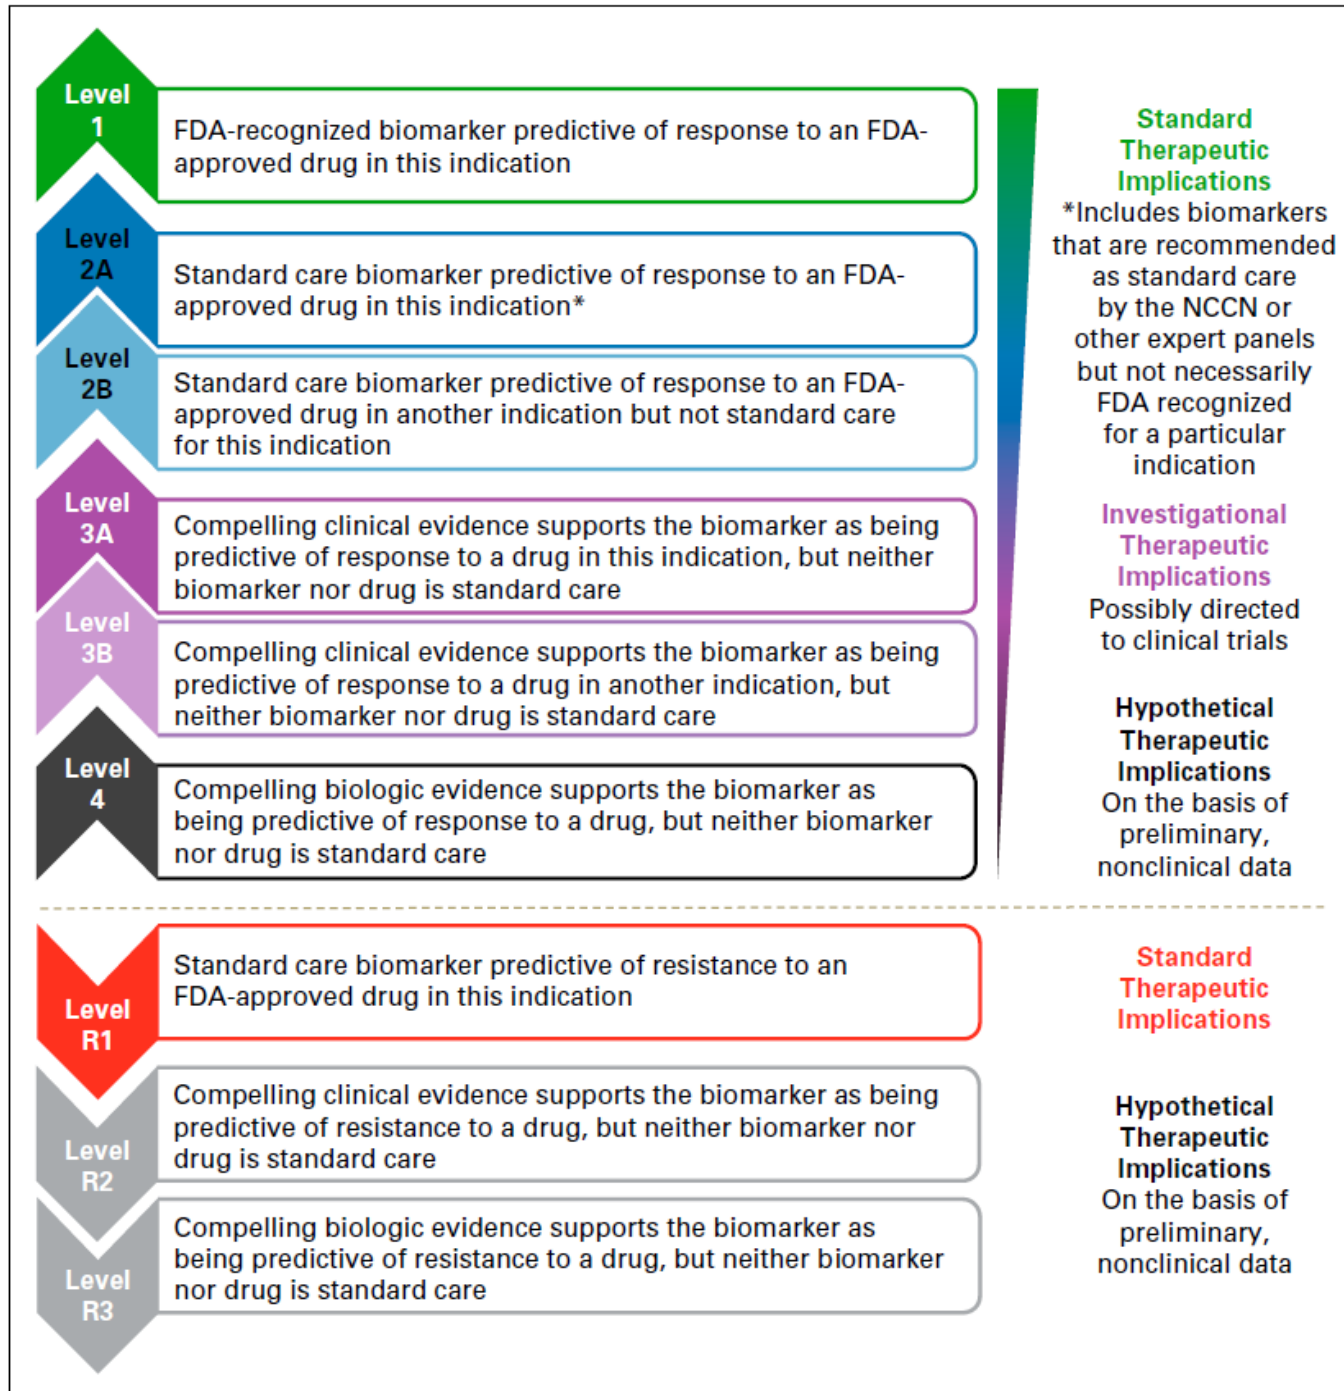 Level
1
FDA-recognized biomarker predictive of response to an FDA-
approved drug in this indication
Level
2A
Standard care biomarker predictive of response to an FDA-
approved drug in this indication*
Level
2B
Standard care biomarker predictive of response to an FDA-
approved drug in another indication but not standard care
for this indication
Level
3A
Compelling clinical evidence supports the biomarker as being
predictive of response to a drug in this indication, but neither
biomarker nor drug is standard care
Level
3B
Compelling clinical evidence supports the biomarker as being
predictive of response to a drug in another indication, but
neither biomarker nor drug is standard care
Level
4
Compelling biologic evidence supports the biomarker as
being predictive of response to a drug, but neither biomarker
nor drug is standard care
Standard
Therapeutic
Implications
*Includes biomarkers
that are recommended
as standard care
by the NCCN or
other expert panels
but not necessarily
FDA recognized
for a particular
indication
Investigational
Therapeutic
Implications
Possibly directed
to clinical trials
Hypothetical
Therapeutic
Implications
On the basis of
preliminary,
nonclinical data
Level
R1
Standard care biomarker predictive of resistance to an
FDA-approved drug in this indication
Level
R2
Compelling clinical evidence supports the biomarker as being
predictive of resistance to a drug, but neither biomarker nor
drug is standard care
Level
R3
Compelling biologic evidence supports the biomarker as
being predictive of resistance to a drug, but neither biomarker
nor drug is standard care
Standard
Therapeutic
Implications
Hypothetical
Therapeutic
Implications
On the basis of
preliminary,
nonclinical data